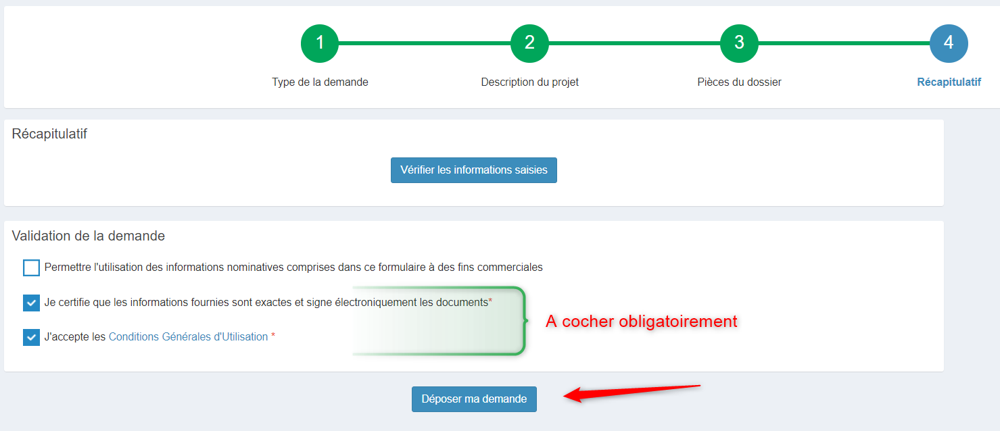 1 2 3 4
Type de la demande Description du projet Pièces du dossier Récapitulatif
Récapitulatif
Vérifier les informations saisies
Validation de la demande
Permettre l'utilisation des informations nominatives comprises dans ce formulaire à des fins commerciales
Je certifie que les informations fournies sont exactes et signe électroniquement les documents*
A cocher obligatoirement
J'accepte les Conditions Générales d'Utilisation *
Déposer ma demande